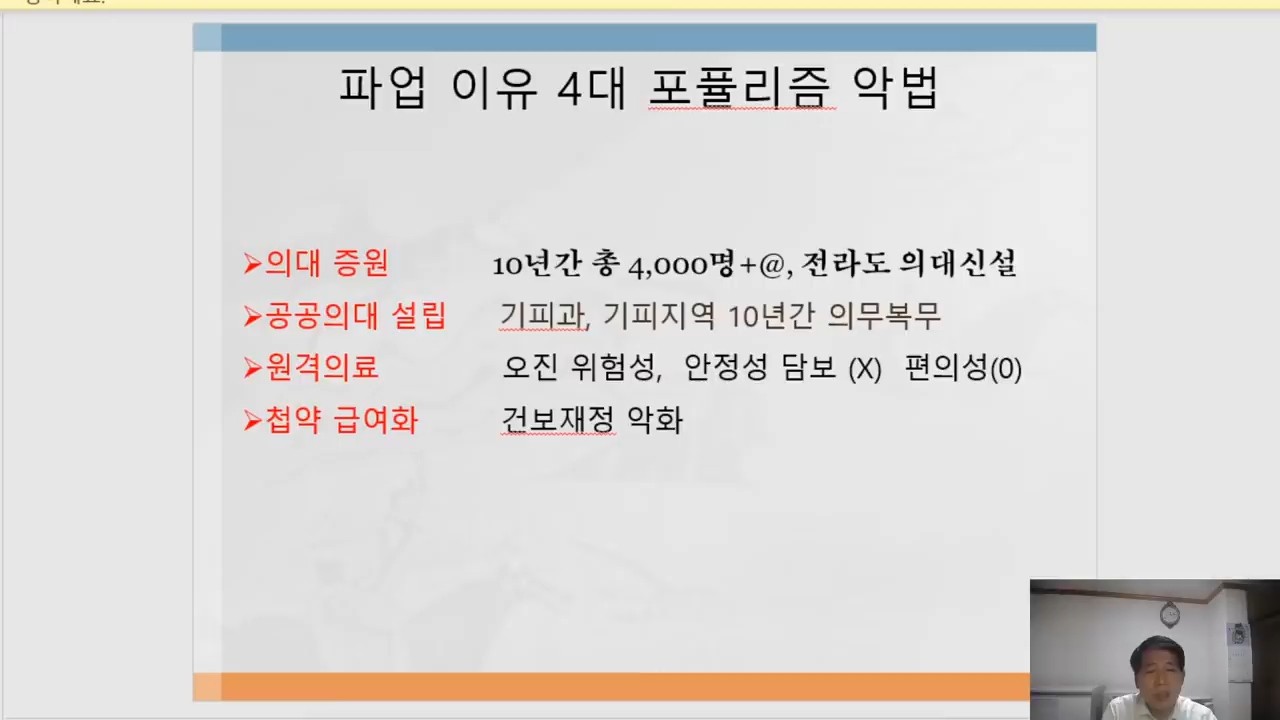 파업 이유 4대 포퓰리즘 악법
➢의대 증원 10년간 총 4,000명+@, 전라도 의대신설
➢공공의대 설립 기피과, 기피지역 10년간 의무복무
➢원격의료 오진 위험성, 안정성 담보 (X) 편의성(0)
➢첩약 급여화 건보재정 악화